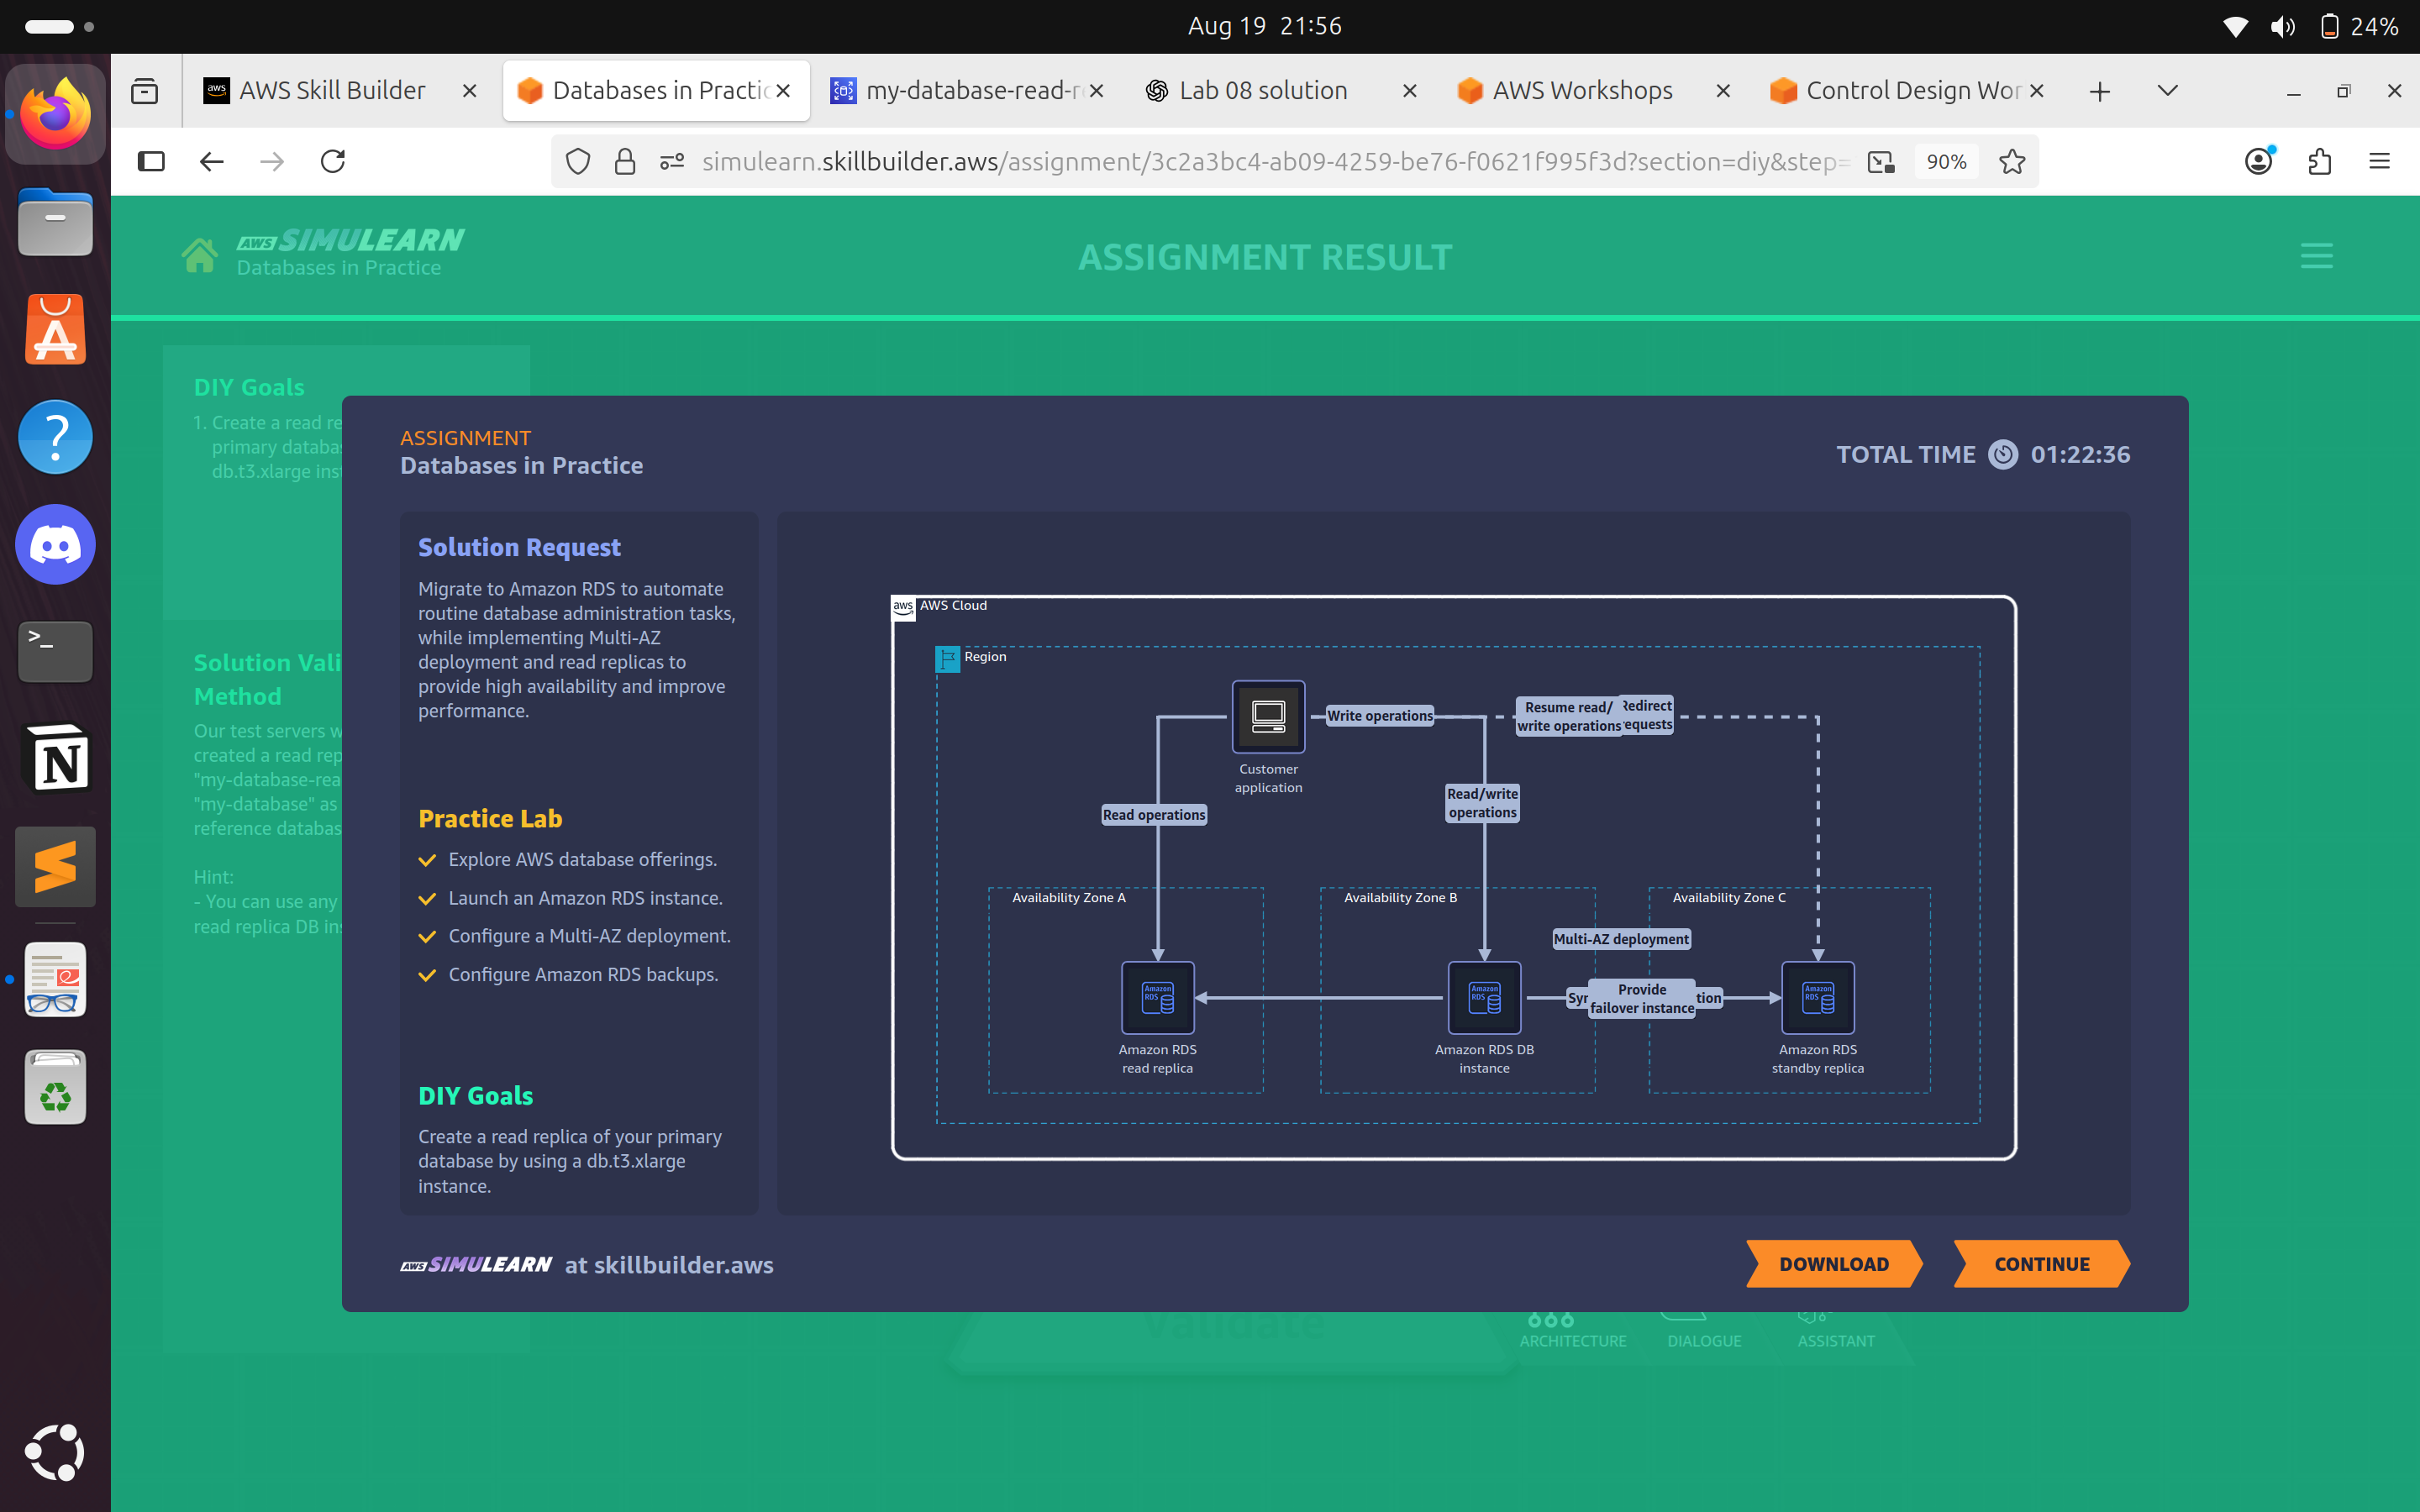 Aug 19 21:56
24%
AWS Skill Builder
Databases in Practic
my-database-read-r
Lab 08 solution
AWS Workshops
Control Design Wor
simulearn.skillbuilder.aws/assignment/3c2a3bc4-ab09-4259-be76-f0621f995f3d?section=diy&step=
90%
aws SIMULEARN
Databases in Practice
ASSIGNMENT RESULT
DIY Goals
1. Create a read re
primary databa
db.t3.xlarge ins
Solution Vali
Method
Our test servers w
created a read rep
"my-database-rea
"my-database" as
reference databas
Hint:
- You can use any
read replica DB in
ASSIGNMENT
Databases in Practice
TOTAL TIME 01:22:36
Solution Request
Migrate to Amazon RDS to automate
routine database administration tasks,
while implementing Multi-AZ
deployment and read replicas to
provide high availability and improve
performance.
Practice Lab
Explore AWS database offerings.
Launch an Amazon RDS instance.
Configure a Multi-AZ deployment.
Configure Amazon RDS backups.
DIY Goals
Create a read replica of your primary
database by using a db.t3.xlarge
instance.
aws AWS Cloud
Region
Write operations
Resume read/
write operations
Redirect
equests
Customer
application
Read operations
Read/write
operations
Availability Zone A
Availability Zone B
Availability Zone C
Multi-AZ deployment
Syn
Provide
failover instance
tion
Amazon RDS
Amazon RDS
Amazon RDS
Amazon RDS
read replica
Amazon RDS DB
instance
Amazon RDS
standby replica
aws SIMULEARN at skillbuilder.aws
DOWNLOAD
CONTINUE
Validate
ARCHITECTURE
DIALOGUE
ASSISTANT